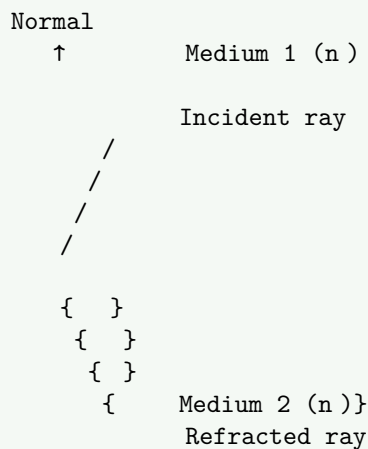 Normal
↑ Medium 1 (n )
Incident ray
/
/
/
/
{ }
{ }
{ }
{ Medium 2 (n )}
Refracted ray